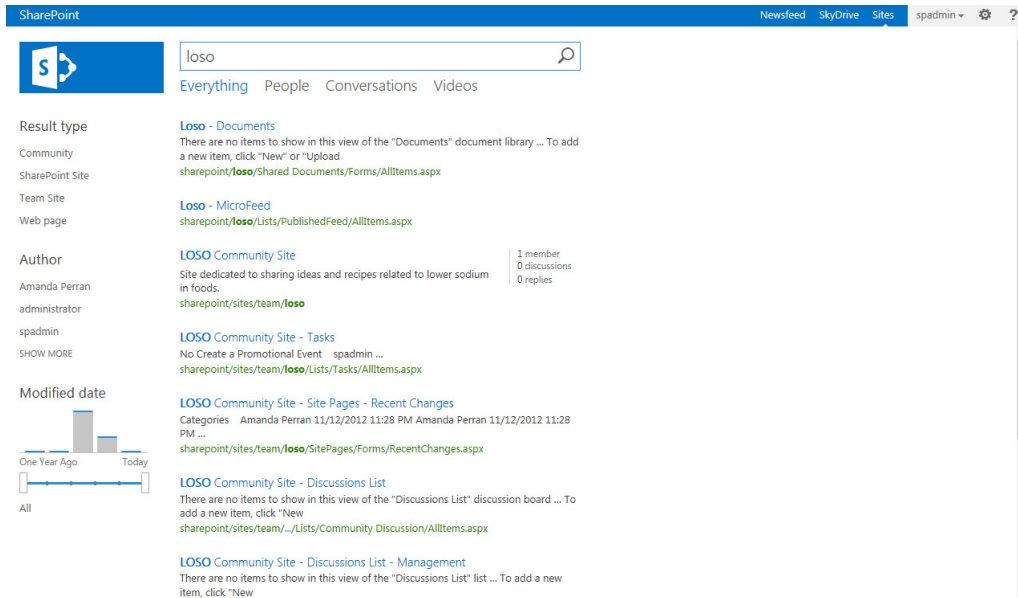 SharePoint
Newsfeed SkyDrive Sites spadmin ?
S
loso
Everything People Conversations Videos
Result type
Community
SharePoint Site
Team Site
Web page
Author
Amanda Perran
administrator
spadmin
SHOW MORE
Modified date
One Year Ago Today
All
Loso - Documents
There are no items to show in this view of the "Documents" document library ... To add
a new item, click "New" or "Upload
sharepoint/loso/Shared Documents/Forms/AllItems.aspx
Loso - MicroFeed
sharepoint/loso/Lists/PublishedFeed/AllItems.aspx
LOSO Community Site
Site dedicated to sharing ideas and recipes related to lower sodium
in foods.
sharepoint/sites/team/loso
1 member
0 discussions
0 replies
LOSO Community Site - Tasks
No Create a Promotional Event spadmin ...
sharepoint/sites/team/loso/Lists/Tasks/AllItems.aspx
LOSO Community Site - Site Pages - Recent Changes
Categories Amanda Perran 11/12/2012 11:28 PM Amanda Perran 11/12/2012 11:28
PM ...
sharepoint/sites/team/loso/SitePages/Forms/RecentChanges.aspx
LOSO Community Site - Discussions List
There are no items to show in this view of the "Discussions List" discussion board ... To
add a new item, click "New
sharepoint/sites/team/.../Lists/Community Discussion/AllItems.aspx
LOSO Community Site - Discussions List - Management
There are no items to show in this view of the "Discussions List" list ... To add a new
item, click "New